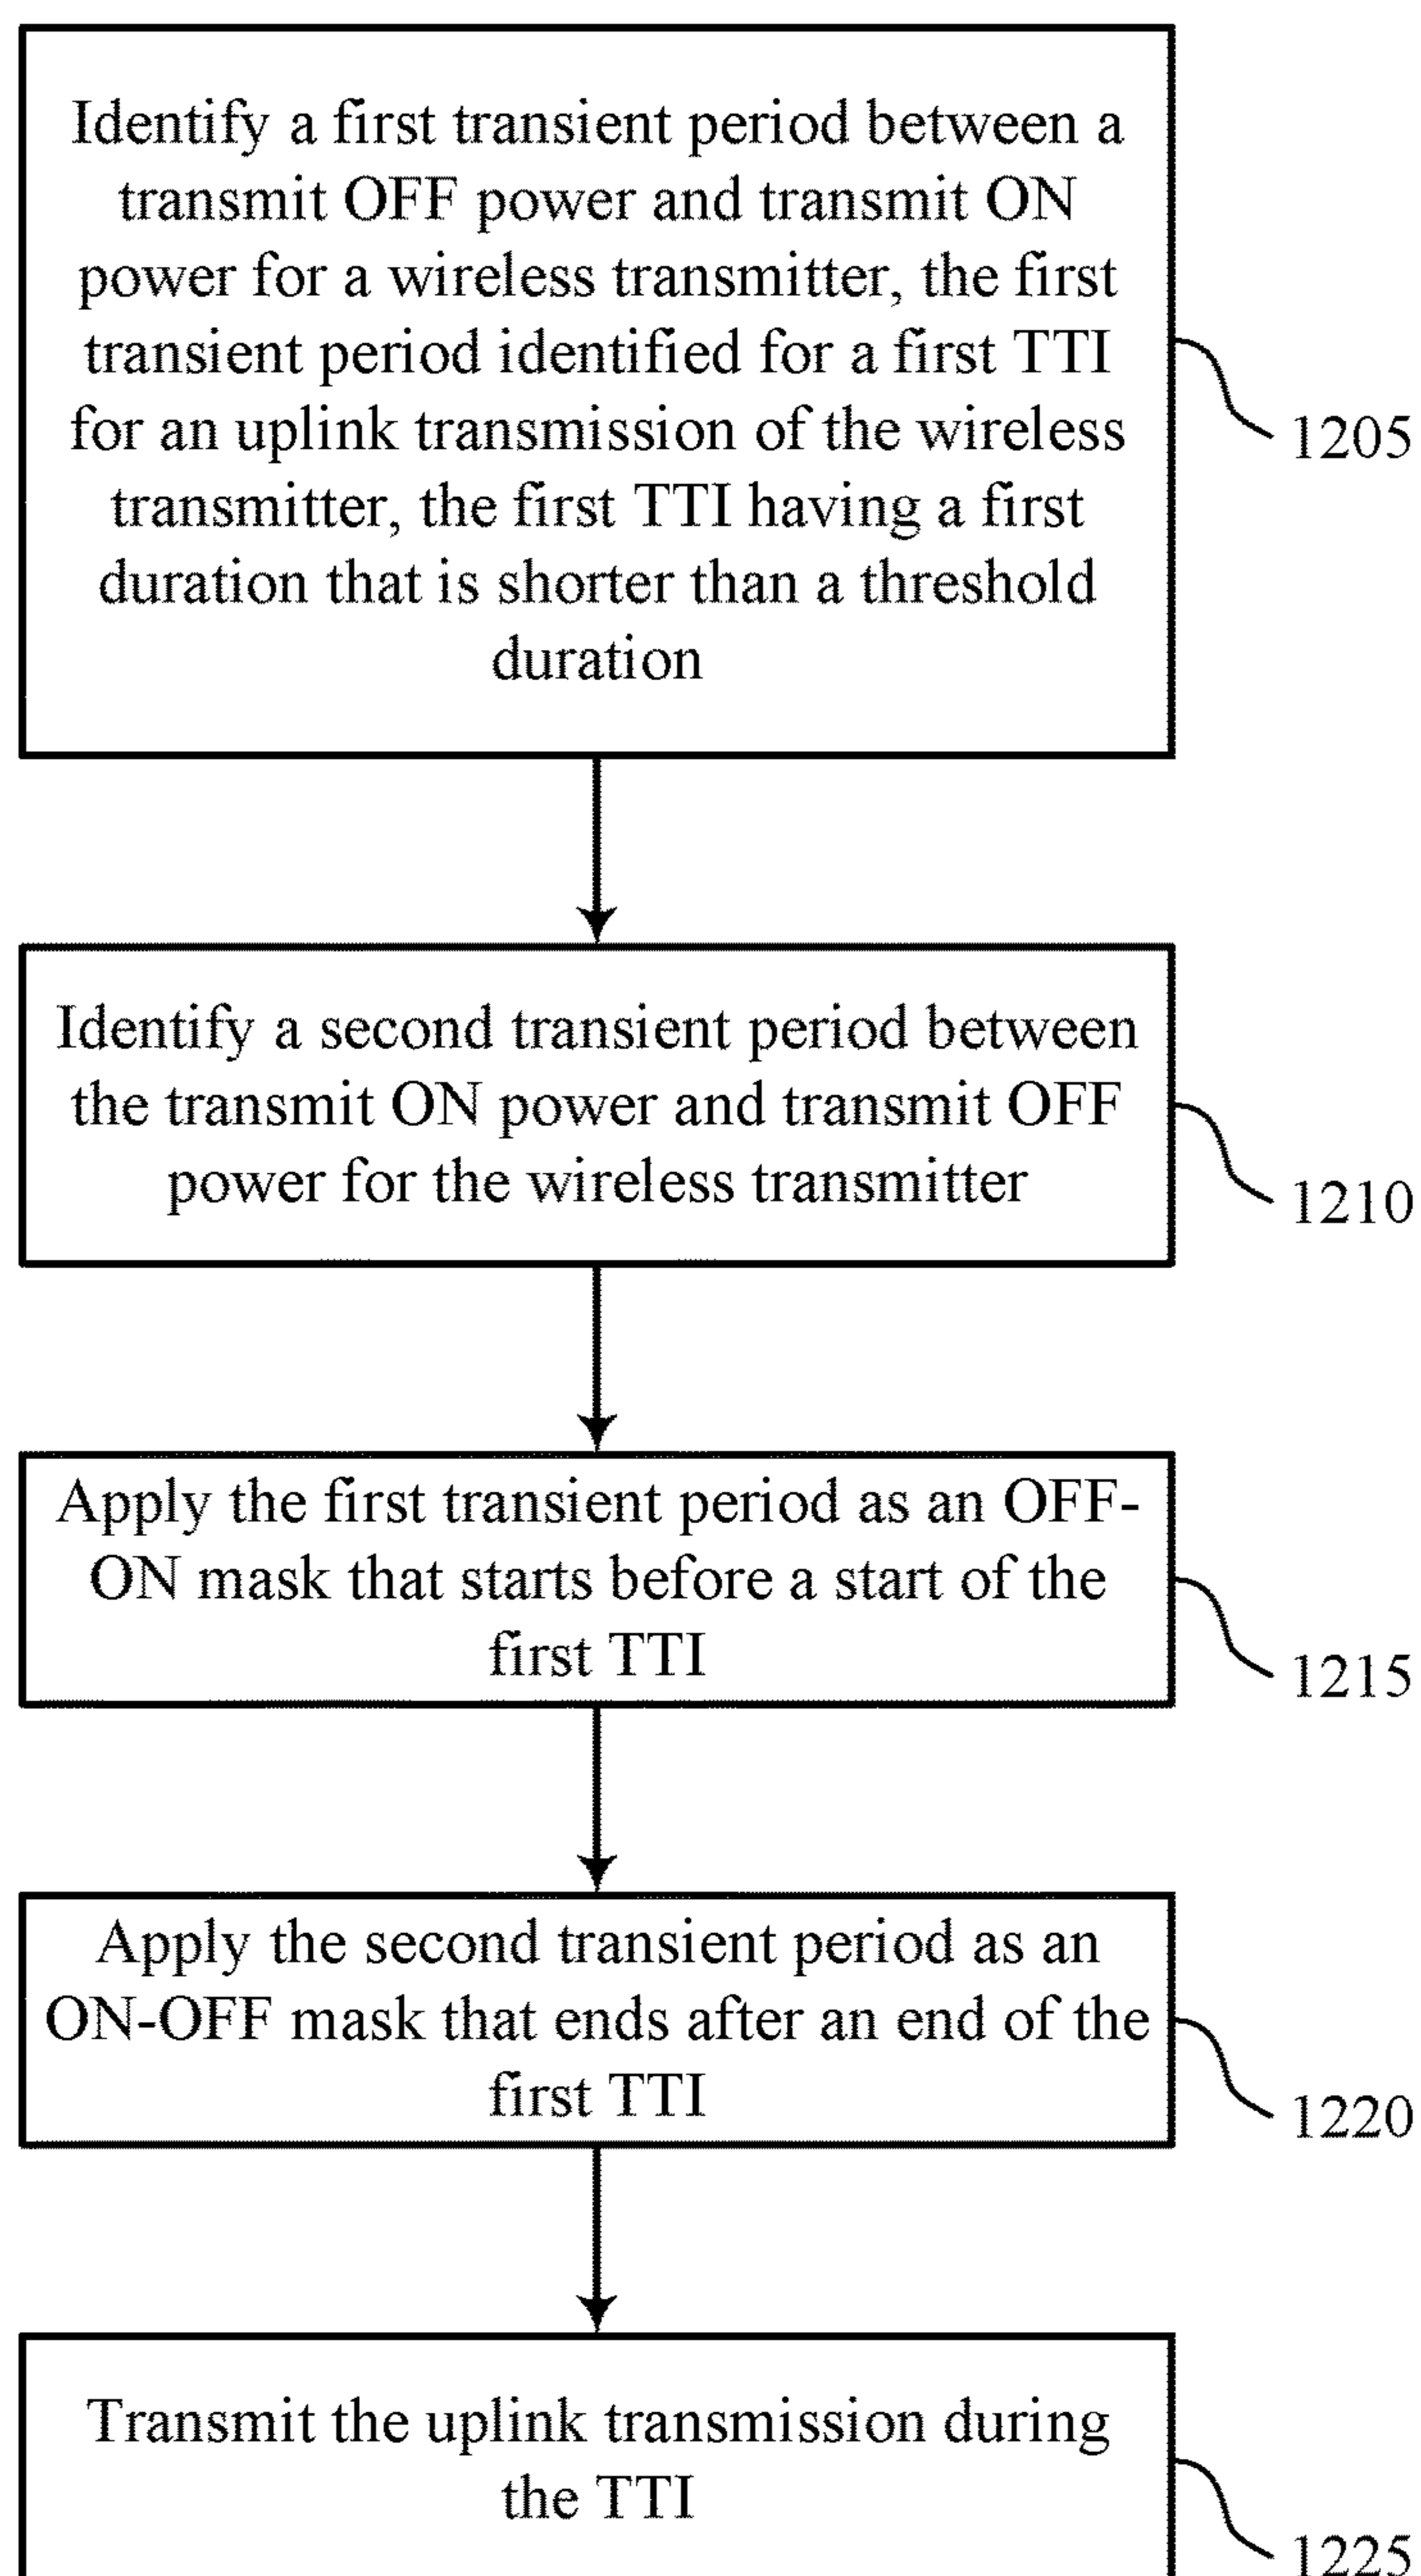 Identify a first transient period between a
transmit OFF power and transmit ON
power for a wireless transmitter, the first
transient period identified for a first TTI
for an uplink transmission of the wireless
transmitter, the first TTI having a first
duration that is shorter than a threshold
duration
1205
Identify a second transient period between
the transmit ON power and transmit OFF
power for the wireless transmitter
1210
Apply the first transient period as an OFF-
ON mask that starts before a start of the
first TTI
1215
Apply the second transient period as an
ON-OFF mask that ends after an end of the
first TTI
1220
Transmit the uplink transmission during
the TTI
1225